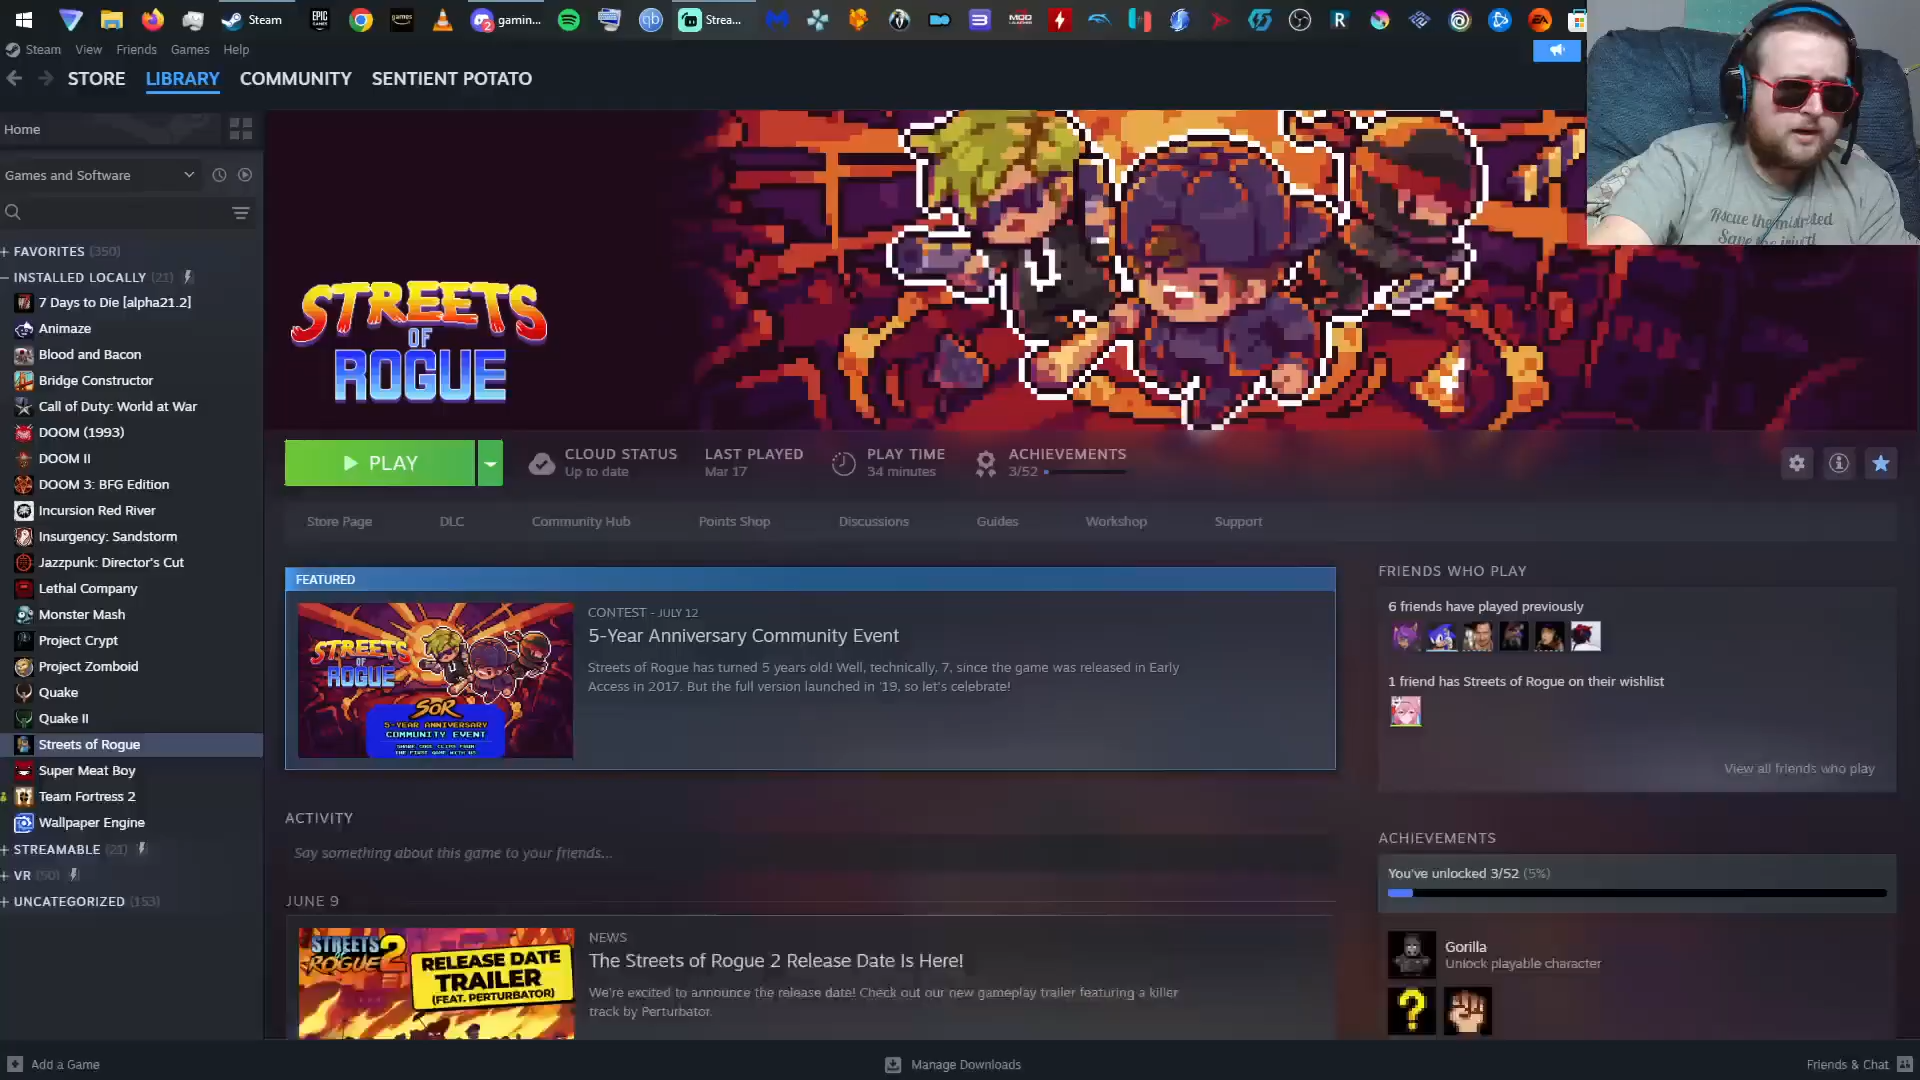 Steam
gamin...
Strea...
Steam View Friends Games Help
STORE LIBRARY COMMUNITY SENTIENT POTATO
Home
Games and Software
FAVORITES (350)
INSTALLED LOCALLY (21)
7 Days to Die [alpha21.2]
Animaze
Blood and Bacon
Bridge Constructor
Call of Duty: World at War
DOOM (1993)
DOOM II
DOOM 3: BFG Edition
Incursion Red River
Insurgency: Sandstorm
Jazzpunk: Director's Cut
Lethal Company
Monster Mash
Project Crypt
Project Zomboid
Quake
Quake II
Streets of Rogue
Super Meat Boy
Team Fortress 2
Wallpaper Engine
STREAMABLE (21)
VR (50)
UNCATEGORIZED (153)
Add a Game
STREETS
OF
ROGUE
Rescue the
PLAY
CLOUD STATUS
Up to date
LAST PLAYED
Mar 17
PLAY TIME
34 minutes
ACHIEVEMENTS
3/52
Store Page DLC Community Hub Points Shop Discussions Guides Workshop Support
FEATURED
STREETS
OF
ROGUE
SOR
5-YEAR ANNIVERSARY
COMMUNITY EVENT
CONTEST - JULY 12
5-Year Anniversary Community Event
Streets of Rogue has turned 5 years old! Well, technically, 7, since the game was released in Early
Access in 2017. But the full version launched in '19, so let's celebrate!
ACTIVITY
Say something about this game to your friends...
JUNE 9
STREETS
OF ROGUE 2
RELEASE DATE
TRAILER
(FEAT. PERTURBATOR)
NEWS
The Streets of Rogue 2 Release Date Is Here!
We're excited to announce the release date! Check out our new gameplay trailer featuring a killer
track by Perturbator.
FRIENDS WHO PLAY
6 friends have played previously
1 friend has Streets of Rogue on their wishlist
View all friends who play
ACHIEVEMENTS
You've unlocked 3/52 (5%)
Gorilla
Unlock playable character
Manage Downloads
Friends & Chat